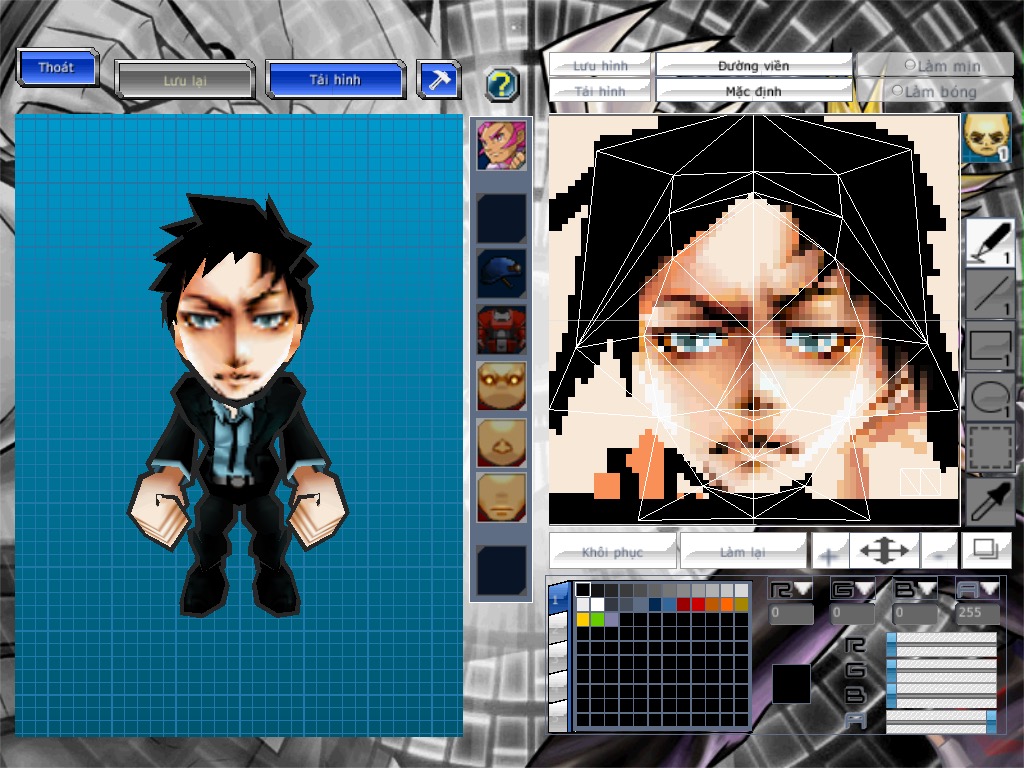 Thoát
Lưu lại
Tải hình
?
Lưu hình
Đường viền
Làm mịn
Tải hình
Mặc định
Làm bóng
1
1
1
1
Khôi phục
Làm lại
1
R
G
B
A
0
0
0
255
R
G
B
A